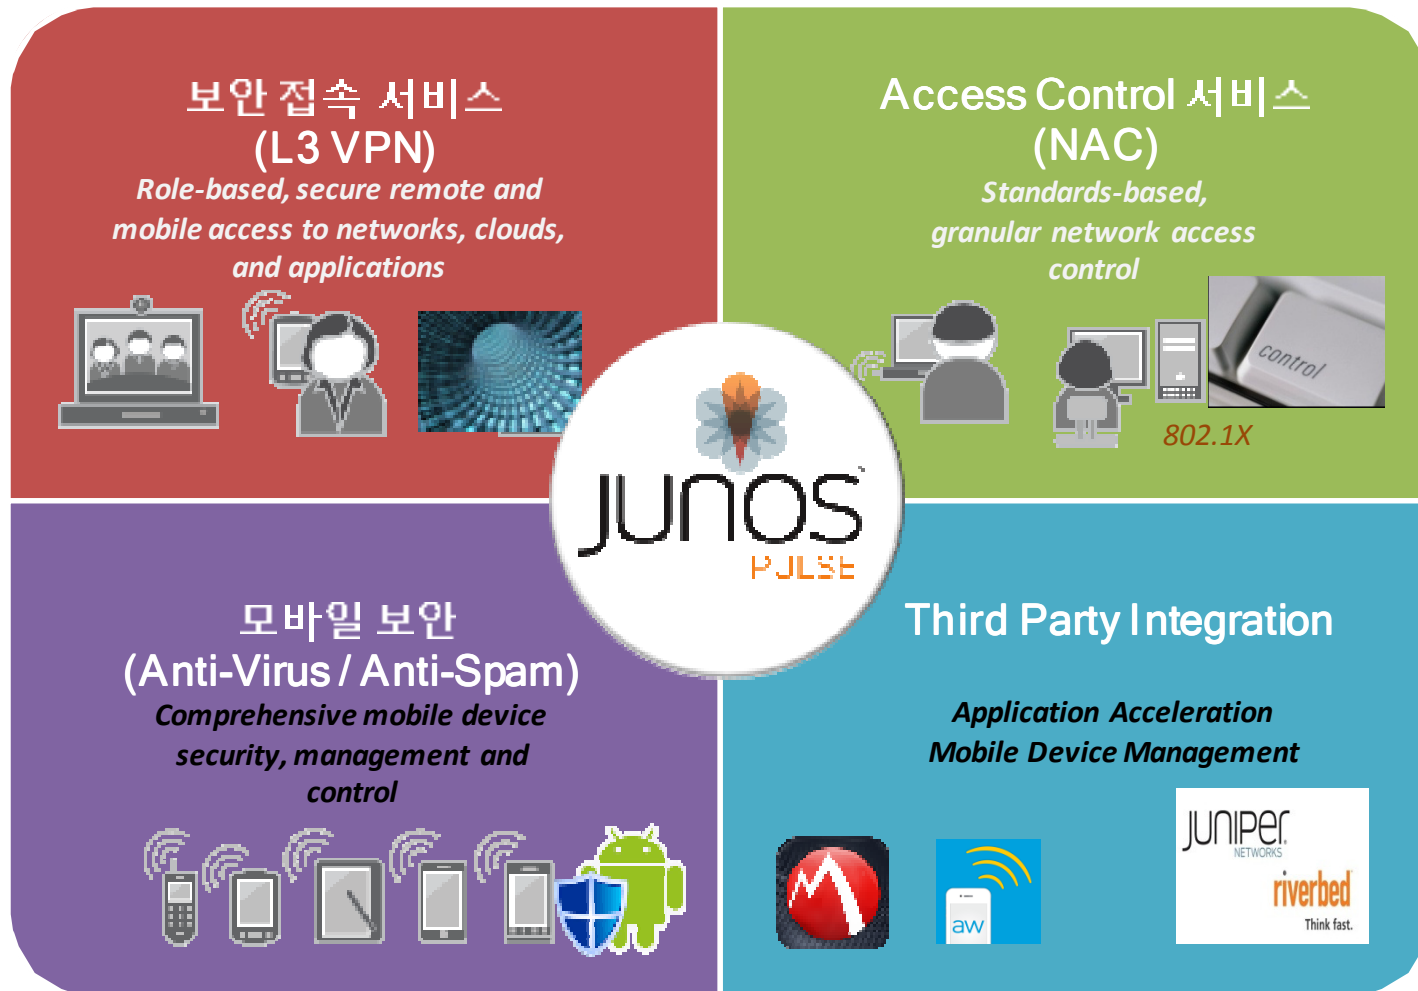 보안 접속 서비스
(L3 VPN)
Role-based, secure remote and
mobile access to networks, clouds,
and applications
Access Control 서비스
(NAC)
Standards-based,
granular network access
control
control
802.1X
JUNOS
PULSE
모바일 보안
(Anti-Virus / Anti-Spam)
Comprehensive mobile device
security, management and
control
Third Party Integration
Application Acceleration
Mobile Device Management
aw
JUNIPER
NETWORKS
riverbed
Think fast.